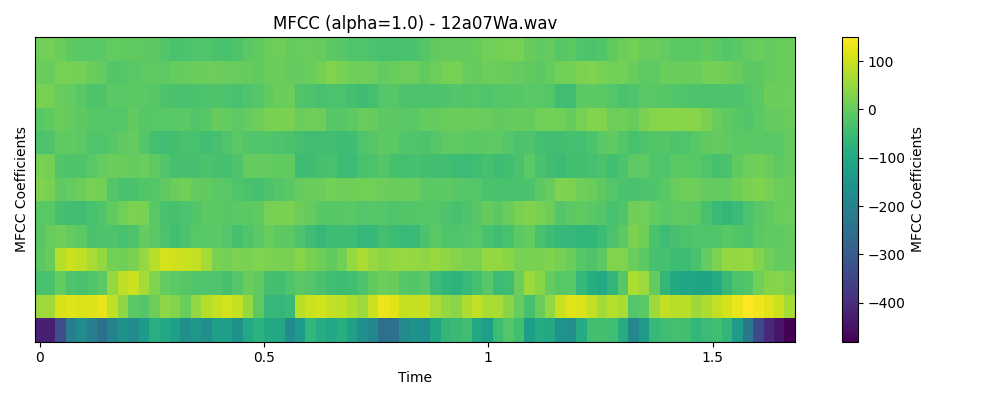 MFCC (alpha=1.0) - 12a07Wa.wav
MFCC Coefficients
0
0.5
1
1.5
Time
100
0
−100
−200
−300
−400
MFCC Coefficients